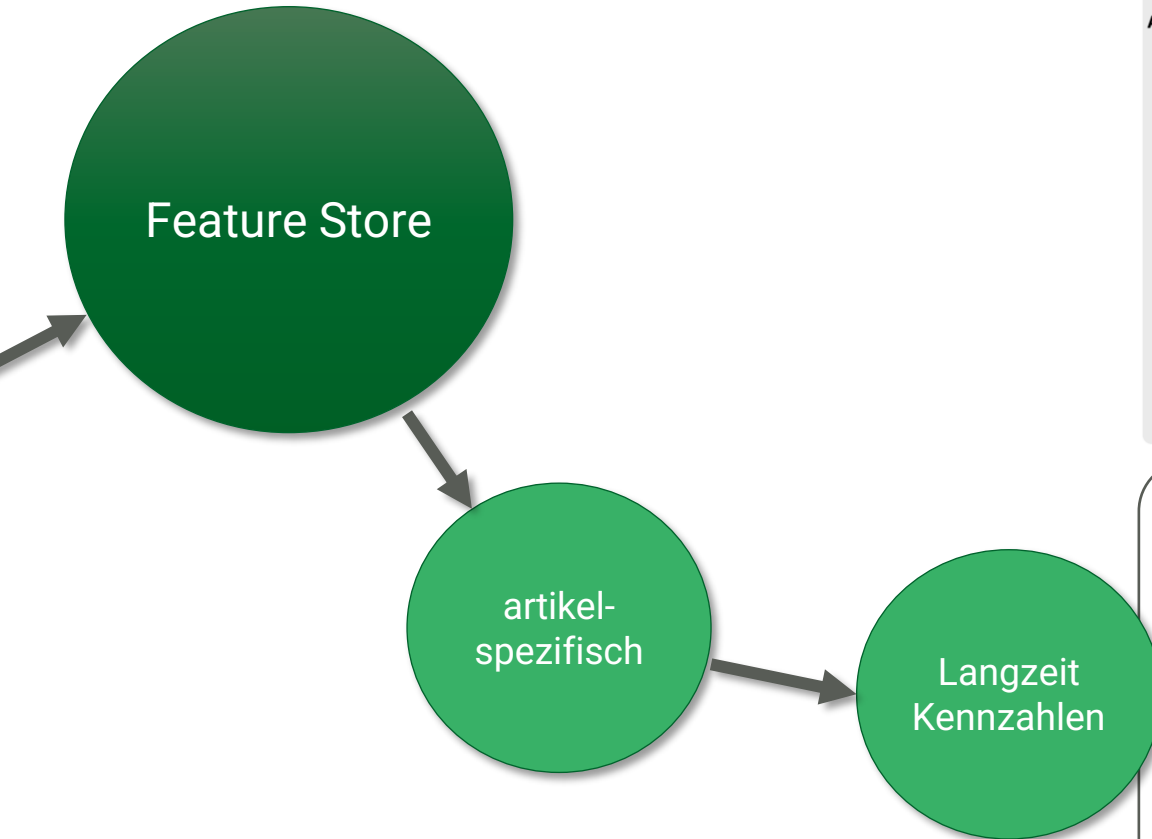 Feature Store
artikel-
spezifisch
Langzeit
Kennzahlen